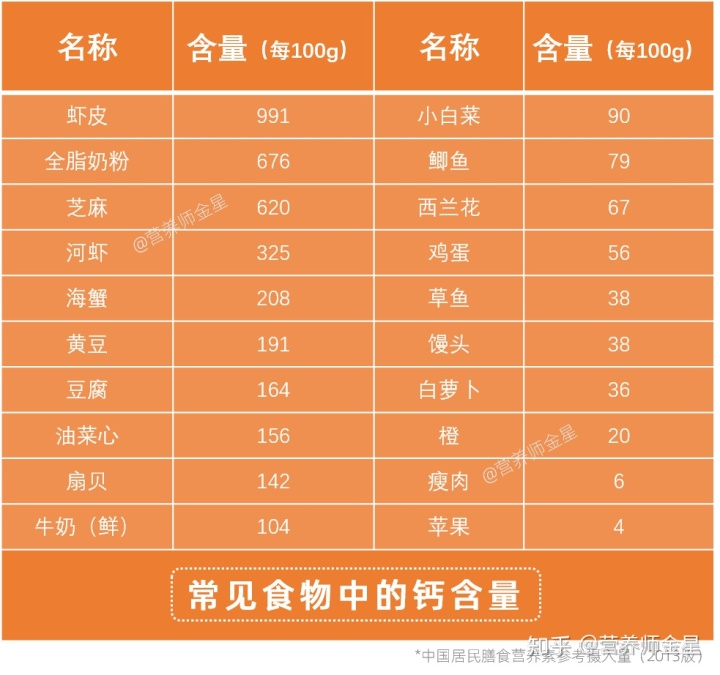 名称 含量（每100g） 名称 含量（每100g）
虾皮 991 小白菜 90
全脂奶粉 676 鲫鱼 79
芝麻 620 西兰花 67
@营养师金星
河虾 325 鸡蛋 56
海蟹 208 草鱼 38
黄豆 191 馒头 38
豆腐 164 白萝卜 36
油菜心 156 橙 20
@营养师金星
扇贝 142 瘦肉 6
牛奶（鲜） 104 苹果 4
常见食物中的钙含量
知乎 @营养师金星
*中国居民膳食营养素参考摄入量（2013版）